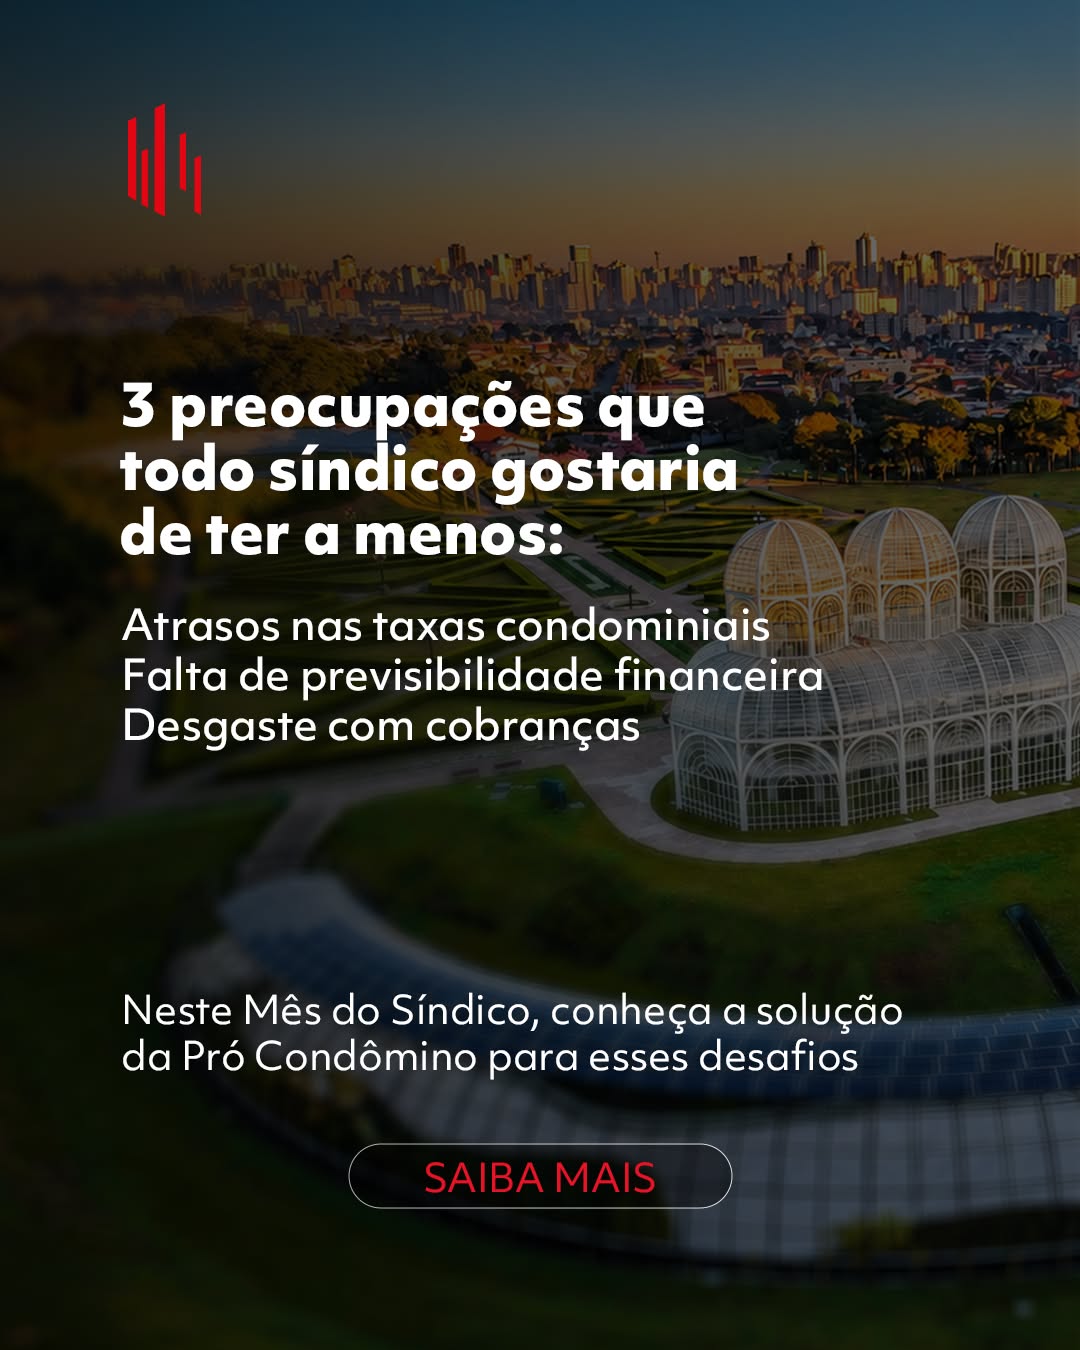 3 preocupações que
todo síndico gostaria
de ter a menos:
Atrasos nas taxas condominiais
Falta de previsibilidade financeira
Desgaste com cobranças
Neste Mês do Síndico, conheça a solução
da Pró Condômino para esses desafios
SAIBA MAIS